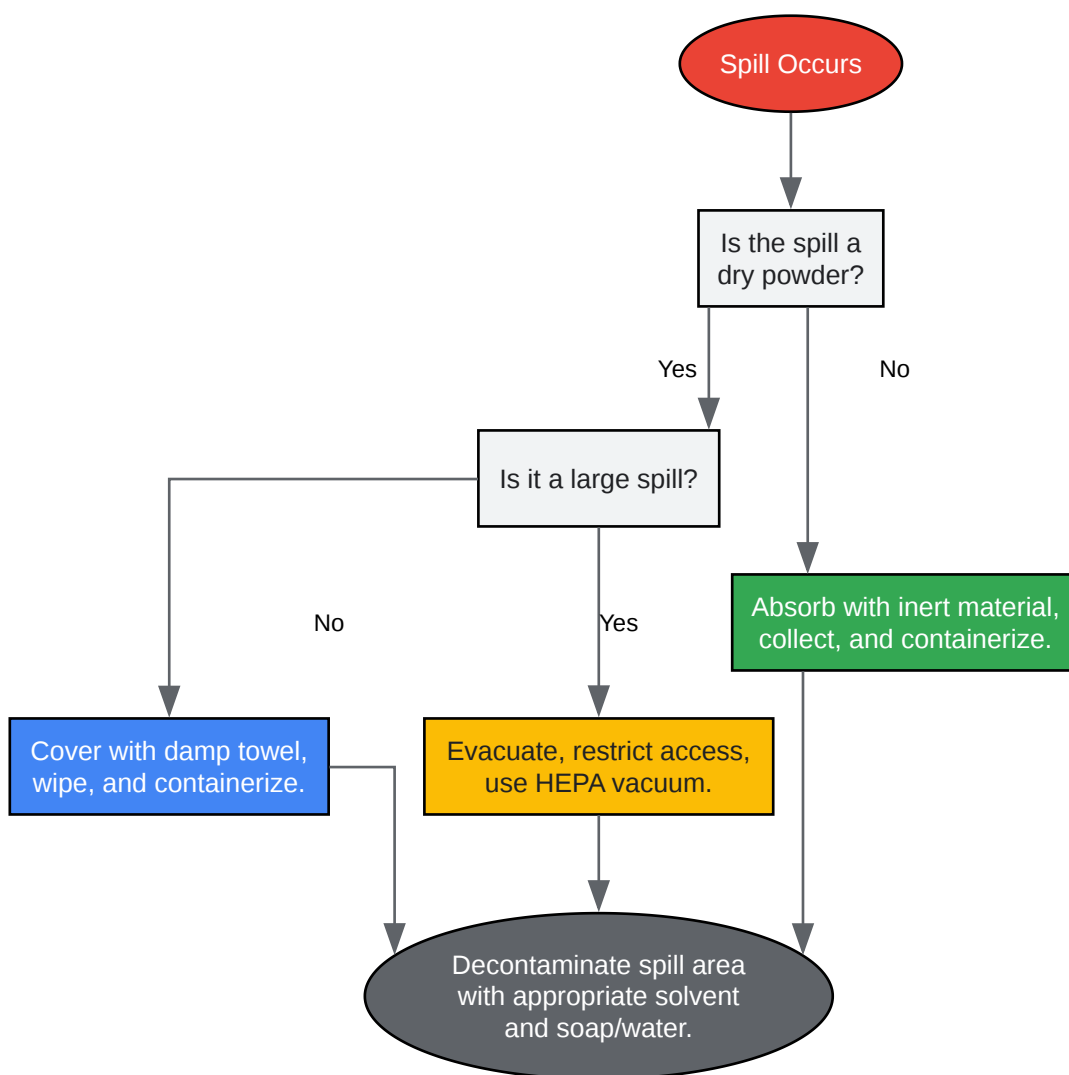 Spill Occurs
Is the spill a
dry powder?
Yes
No
Is it a large spill?
No
Yes
Absorb with inert material,
collect, and containerize.
Cover with damp towel,
wipe, and containerize.
Evacuate, restrict access,
use HEPA vacuum.
Decontaminate spill area
with appropriate solvent
and soap/water.